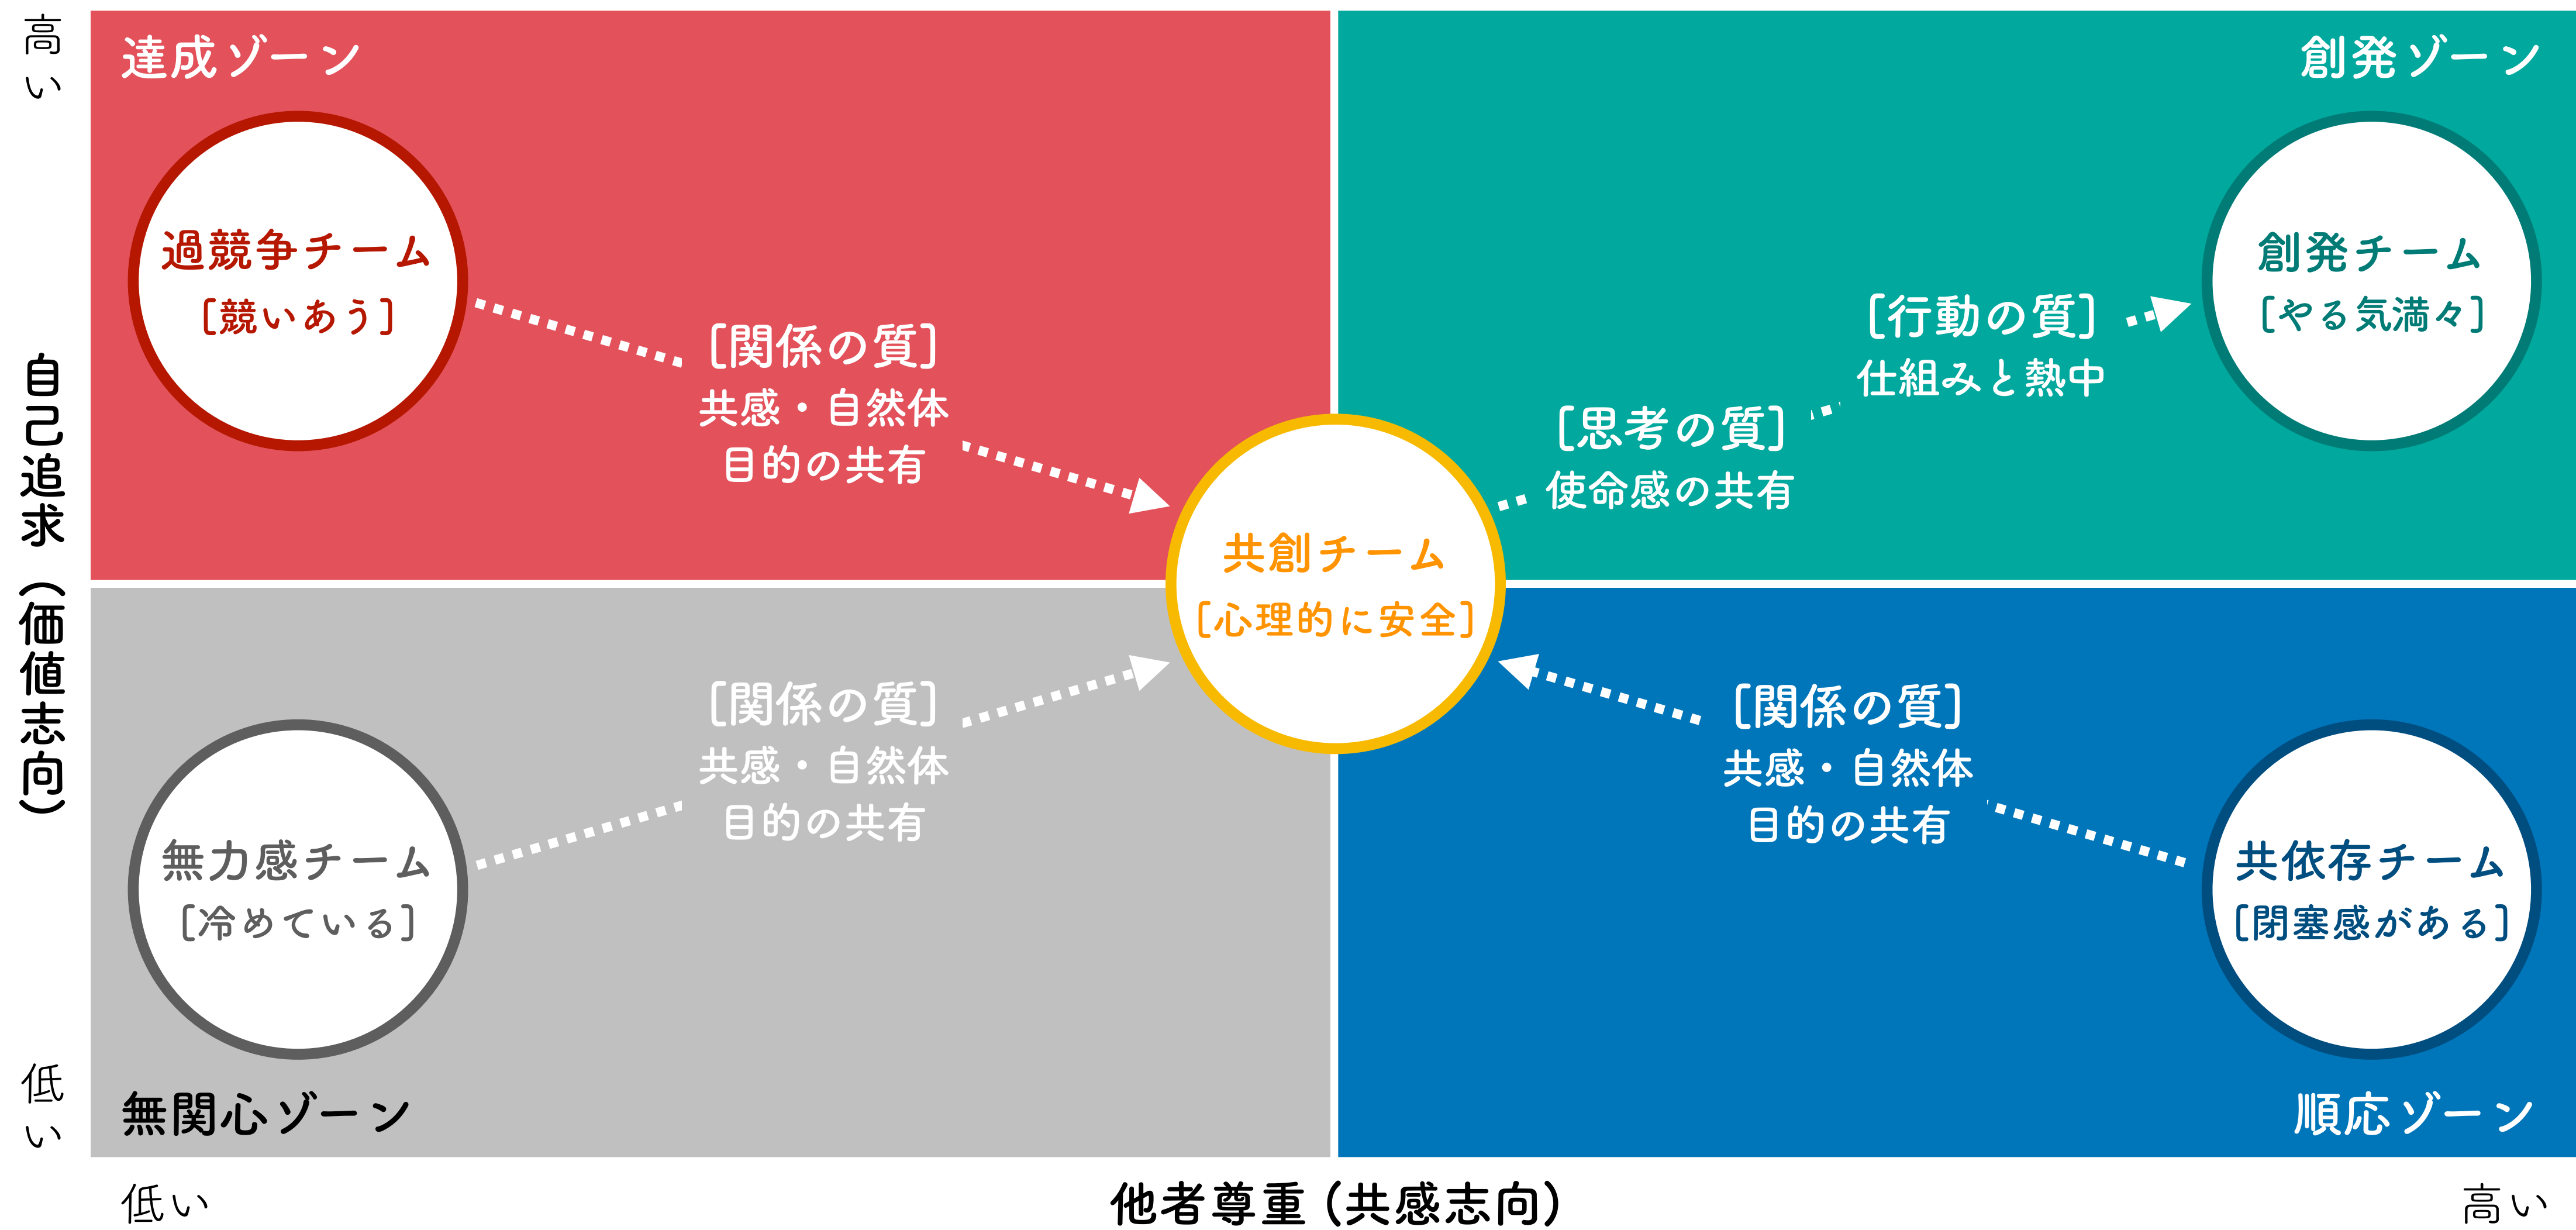 高い
達成ゾーン
創発ゾーン
過競争チーム
[競いあう]
創発チーム
[やる気満々]
[関係の質]
共感・自然体
目的の共有
[行動の質]
仕組みと熱中
[思考の質]
使命感の共有
自己追求（価値志向）
共創チーム
[心理的に安全]
[関係の質]
共感・自然体
目的の共有
[関係の質]
共感・自然体
目的の共有
無力感チーム
[冷めている]
共依存チーム
[閉塞感がある]
低い
無関心ゾーン
順応ゾーン
低い
他者尊重（共感志向）
高い